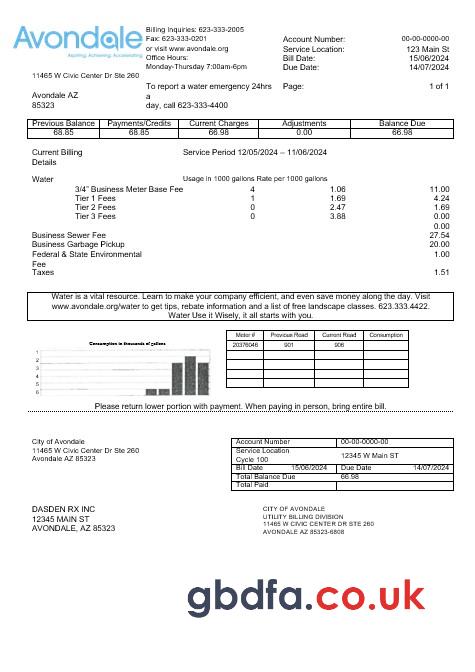 Avondale
Billing Inquiries: 623-333-2005
Fax: 623-333-0201
or visit www.avondale.org
Office Hours:
Monday-Thursday 7:00am-6pm
Account Number: 00-00-0000-00
Service Location: 123 Main St
Bill Date: 15/06/2024
Due Date: 14/07/2024
11465 W Civic Center Dr Ste 260
Avondale AZ
85323
To report a water emergency 24hrs
a
day, call 623-333-4400
Page: 1 of 1
Previous Balance Payments/Credits Current Charges Adjustments Balance Due
68.85 68.85 66.98 0.00 66.98
Current Billing
Details
Service Period 12/05/2024 – 11/06/2024
Water Usage in 1000 gallons Rate per 1000 gallons
3/4" Business Meter Base Fee 4 1.06 11.00
Tier 1 Fees 1 1.69 4.24
Tier 2 Fees 0 2.47 1.69
Tier 3 Fees 0 3.88 0.00
0.00
Business Sewer Fee 27.54
Business Garbage Pickup 20.00
Federal & State Environmental 1.00
Fee
Taxes 1.51
Water is a vital resource. Learn to make your company efficient, and even save money along the day. Visit
www.avondale.org/water to get tips, rebate information and a list of free landscape classes. 623.333.4422.
Water Use it Wisely, it all starts with you.
Consumption in thousands of gallons
1
2
3
4
5
6
Meter # Previous Read Current Read Consumption
20376046 901 906
Please return lower portion with payment. When paying in person, bring entire bill.
City of Avondale
11465 W Civic Center Dr Ste 260
Avondale AZ 85323
Account Number 00-00-0000-00
Service Location
Cycle 100
12345 W Main ST
Bill Date 15/06/2024 Due Date 14/07/2024
Total Balance Due 66.98
Total Paid
DASDEN RX INC
12345 MAIN ST
AVONDALE, AZ 85323
CITY OF AVONDALE
UTILITY BILLING DIVISION
11465 W CIVIC CENTER DR STE 260
AVONDALE AZ 85323-6808
gbdfa.co.uk